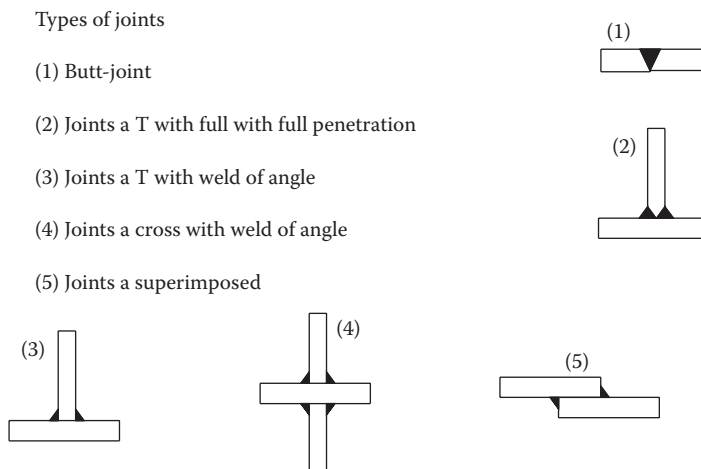 Types of joints
(1) Butt-joint
(2) Joints a T with full with full penetration
(3) Joints a T with weld of angle
(4) Joints a cross with weld of angle
(5) Joints a superimposed
(1)
(2)
(3)
(4)
(5)